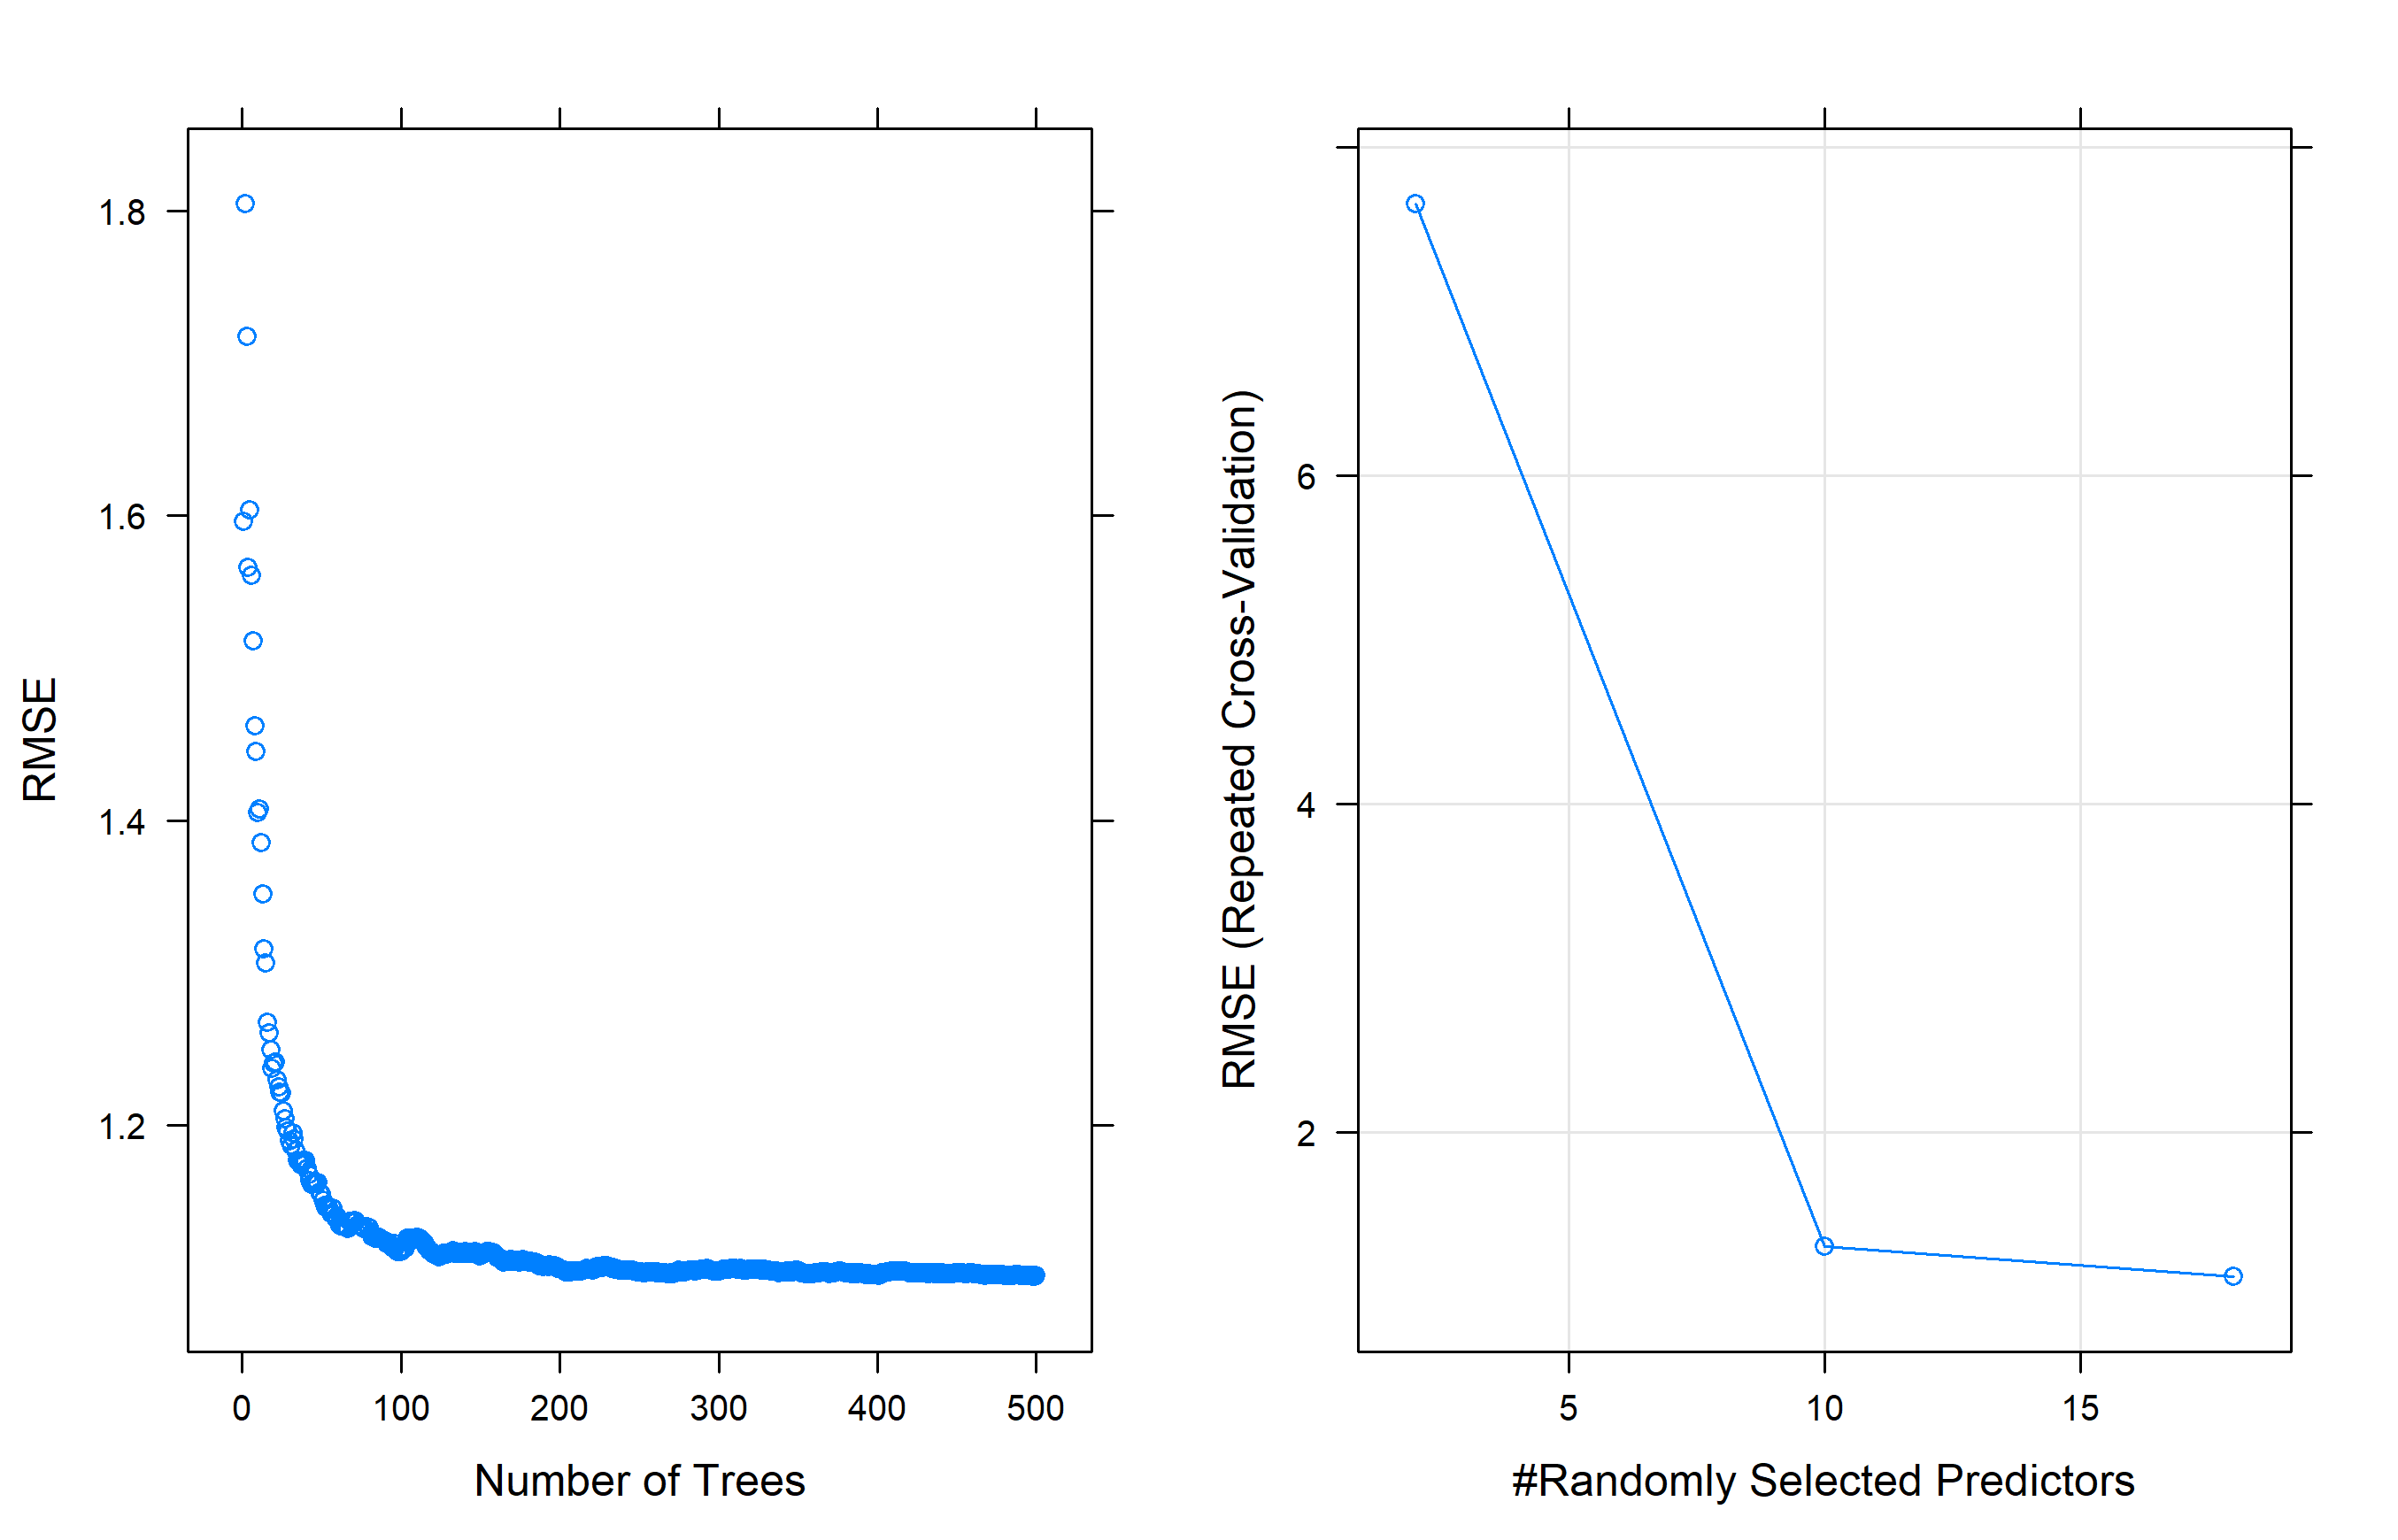 RMSE
1.8
1.6
1.4
1.2
0 100 200 300 400 500
Number of Trees
RMSE (Repeated Cross-Validation)
6
4
2
5 10 15
#Randomly Selected Predictors